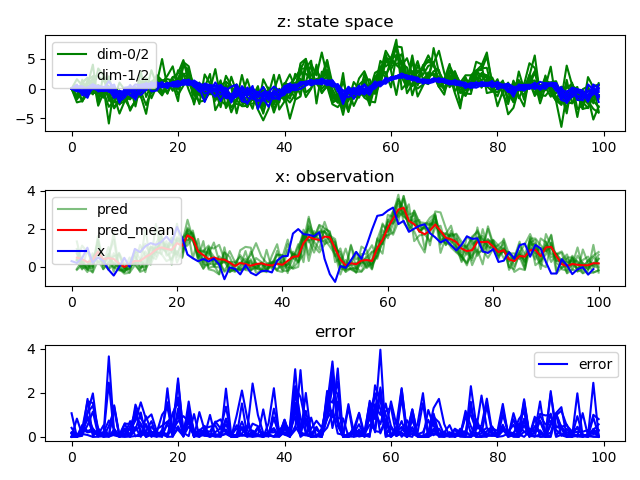 z: state space
dim-0/2
dim-1/2
5
0
−5
0 20 40 60 80 100
x: observation
pred
pred_mean
x
4
2
0
0 20 40 60 80 100
error
error
4
2
0
0 20 40 60 80 100